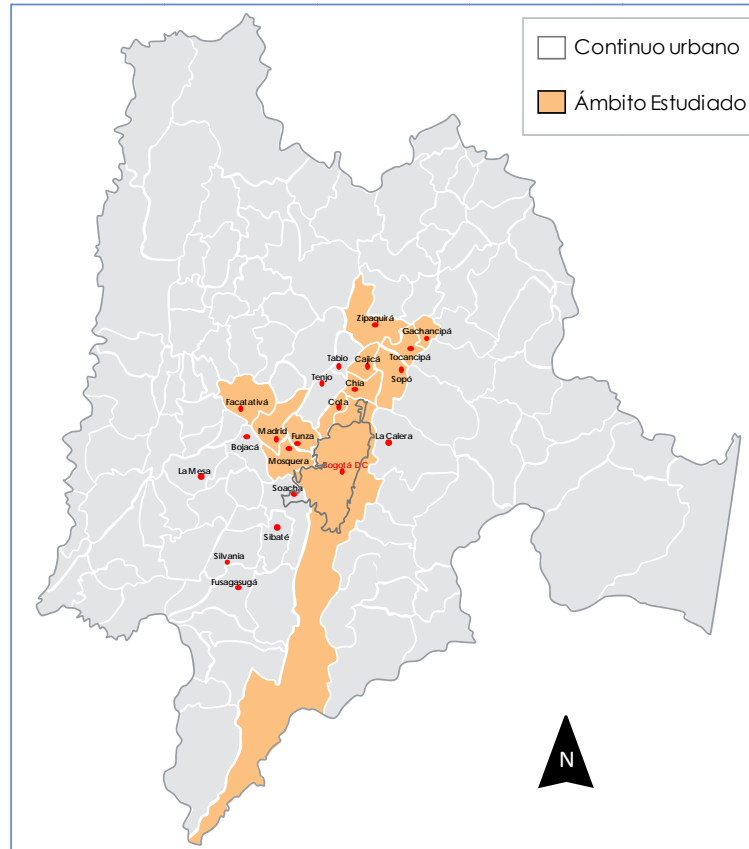 Continuo urbano
Ámbito Estudiado
Zipaquirá
Gachancipá
Tocancipá
Tabio
Cajicá
Sopó
Tenjo
Chía
Facatativá
Cota
Madrid
Funza
Bojacá
La Calera
Mosquera
Bogotá DC
La Mesa
Soacha
Sibaté
Silvania
Fusagasugá
N